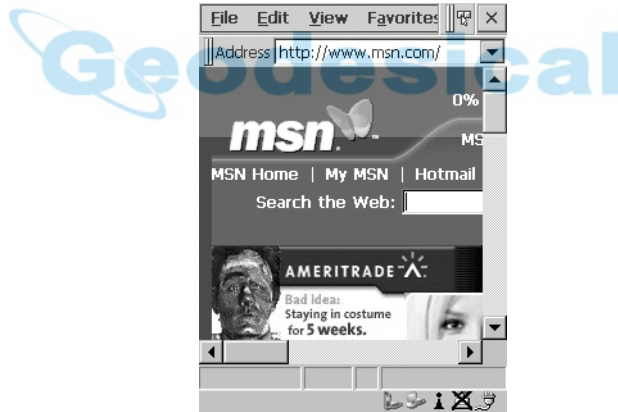 File Edit View Favorites
Geodesical
Address http://www.msn.com/
0%
msn
MS
MSN Home | My MSN | Hotmail
Search the Web:
AMERITRADE
Bad Idea:
Staying in costume
for 5 weeks.